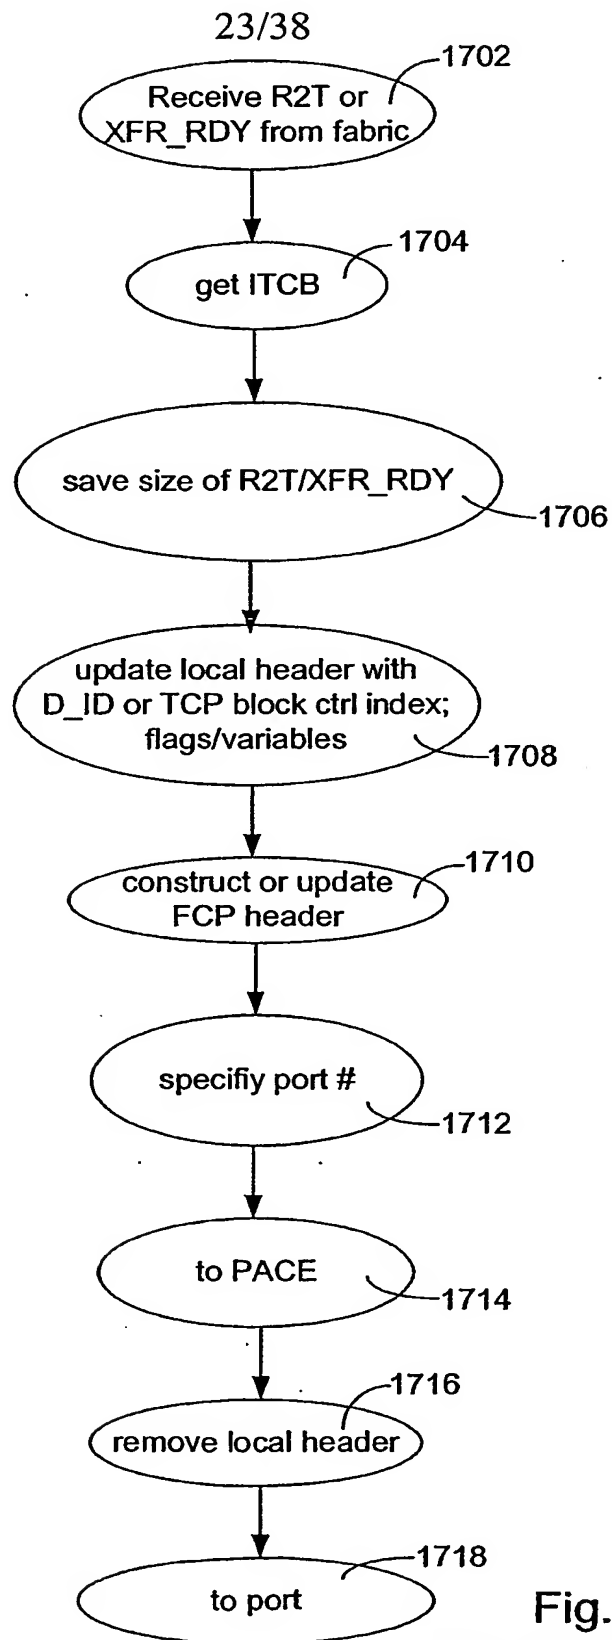 23/38
1702
Receive R2T or
XFR_RDY from fabric
1704
get ITCB
save size of R2T/XFR_RDY
1706
update local header with
D_ID or TCP block ctrl index;
flags/variables
1708
1710
construct or update
FCP header
specifiy port #
1712
to PACE
1714
1716
remove local header
1718
to port
Fig.